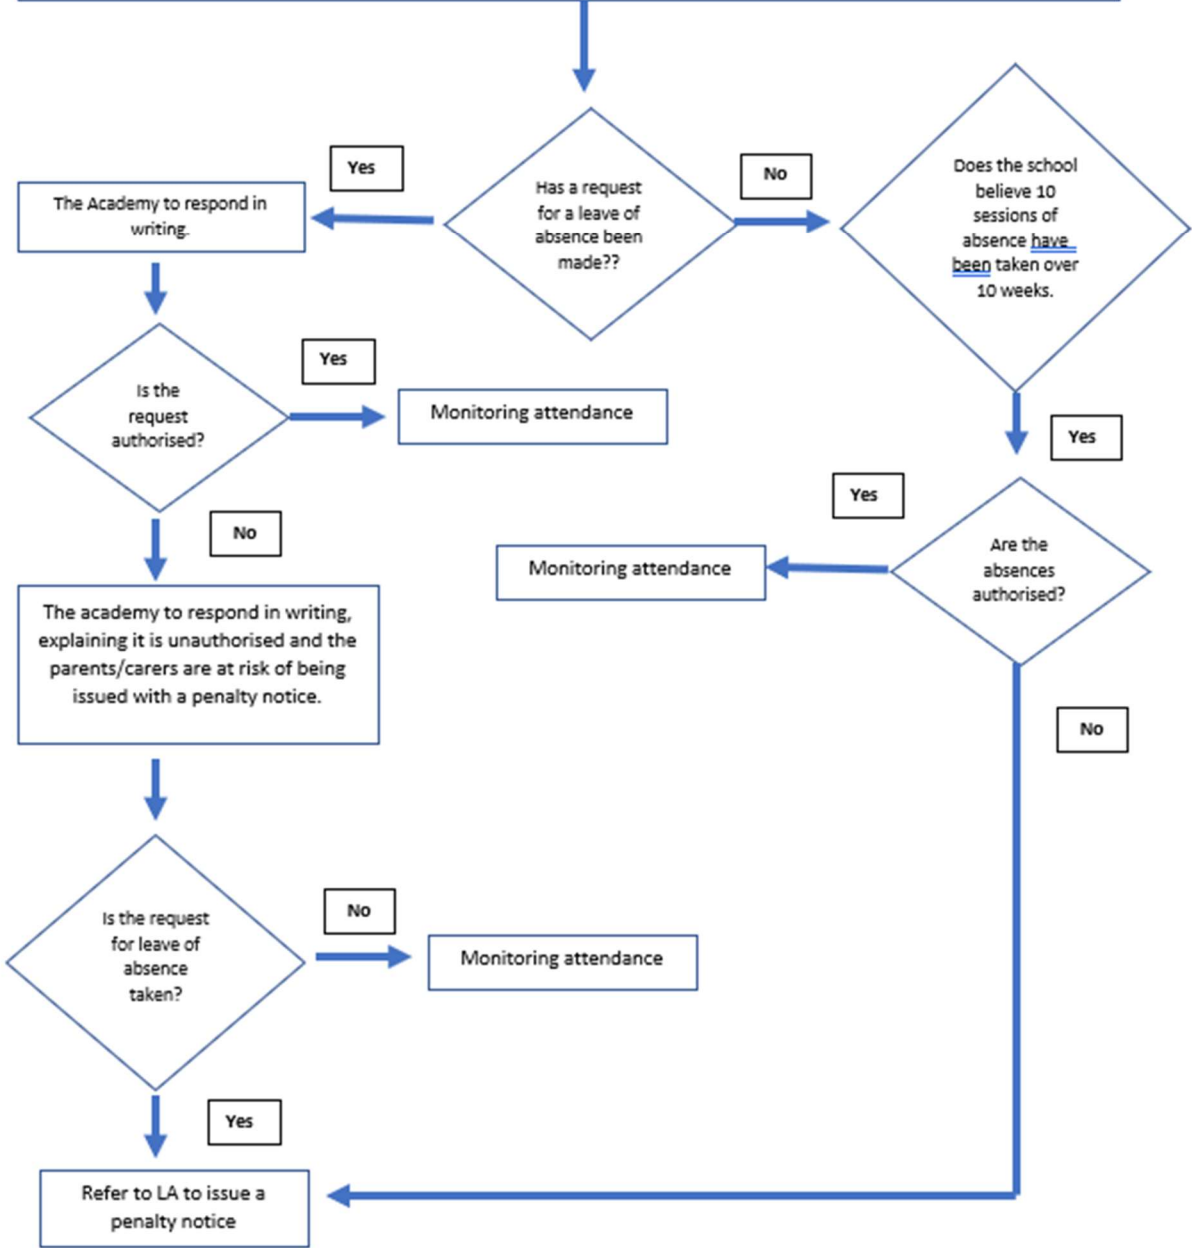 Yes
No
Has a request
for a leave of
absence been
made??
Does the school
believe 10
sessions of
absence have
been taken over
10 weeks.
The Academy to respond in
writing.
Yes
Is the
request
authorised?
Monitoring attendance
Yes
Yes
No
Are the
absences
authorised?
Monitoring attendance
The academy to respond in writing,
explaining it is unauthorised and the
parents/carers are at risk of being
issued with a penalty notice.
No
No
Is the request
for leave of
absence
taken?
Monitoring attendance
Yes
Refer to LA to issue a
penalty notice